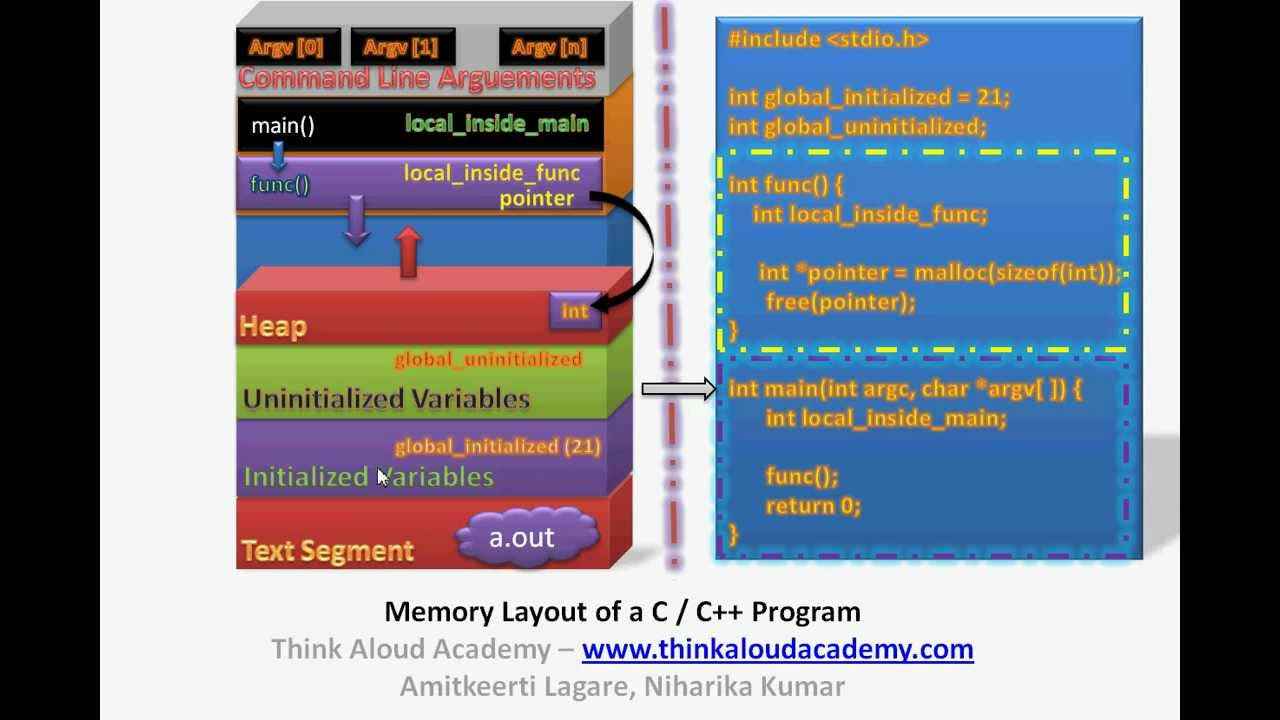 Argv [0] Argv [1] Argv [n]
Command Line Arguements
main() local_inside_main
func() local_inside_func
pointer
int
Heap
global_uninitialized
Uninitialized Variables
global_initialized (21)
Initialized Variables
a.out
Text Segment
#include <stdio.h>
int global_initialized = 21;
int global_uninitialized;
int func() {
int local_inside_func;
int *pointer = malloc(sizeof(int));
free(pointer);
}
int main(int argc, char *argv[ ]) {
int local_inside_main;
func();
return 0;
}
Memory Layout of a C / C++ Program
Think Aloud Academy – www.thinkaloudacademy.com
Amitkeerti Lagare, Niharika Kumar